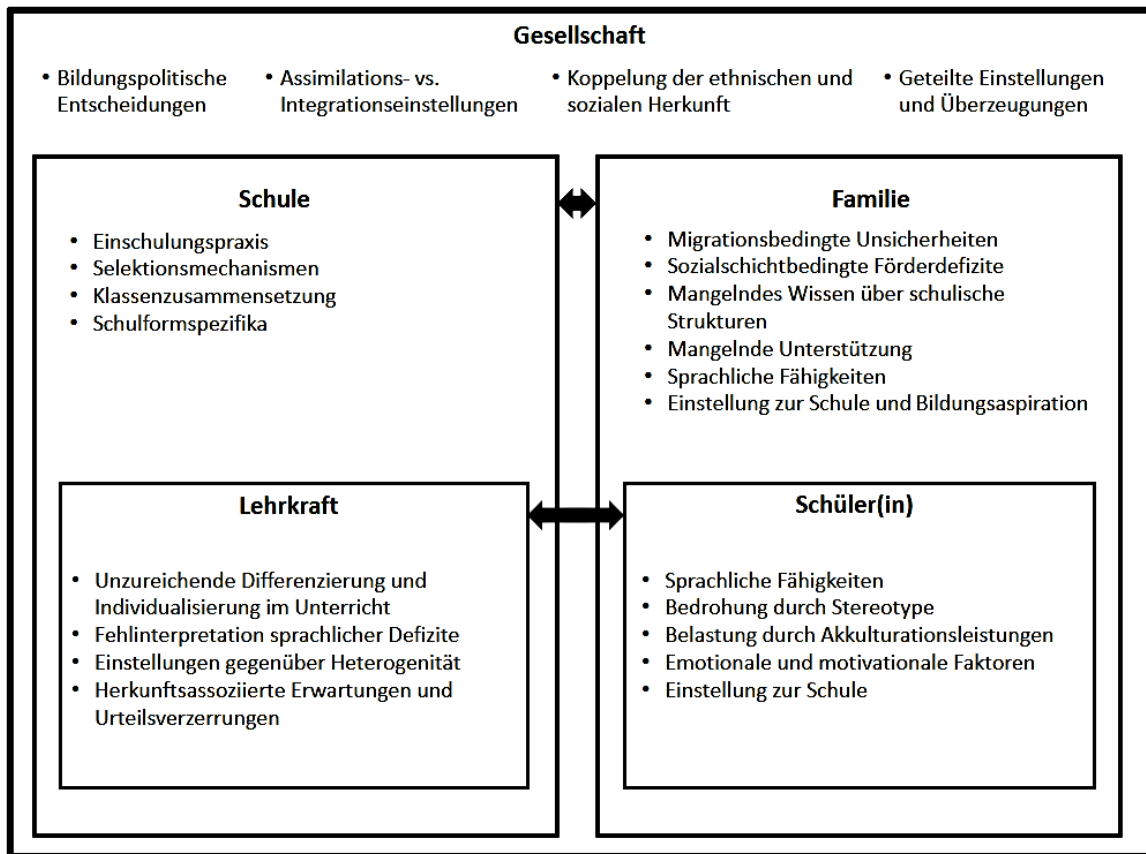 Gesellschaft
• Bildungspolitische
Entscheidungen
• Assimilations- vs.
Integrationseinstellungen
• Koppelung der ethnischen und
sozialen Herkunft
• Geteilte Einstellungen
und Überzeugungen
Schule
• Einschulungspraxis
• Selektionsmechanismen
• Klassenzusammensetzung
• Schulformspezifika
Familie
• Migrationsbedingte Unsicherheiten
• Sozialschichtbedingte Förderdefizite
• Mangelndes Wissen über schulische
Strukturen
• Mangelnde Unterstützung
• Sprachliche Fähigkeiten
• Einstellung zur Schule und Bildungsaspiration
Lehrkraft
• Unzureichende Differenzierung und
Individualisierung im Unterricht
• Fehlinterpretation sprachlicher Defizite
• Einstellungen gegenüber Heterogenität
• Herkunftsassoziierte Erwartungen und
Urteilsverzerrungen
Schüler(in)
• Sprachliche Fähigkeiten
• Bedrohung durch Stereotype
• Belastung durch Akkulturationsleistungen
• Emotionale und motivationale Faktoren
• Einstellung zur Schule